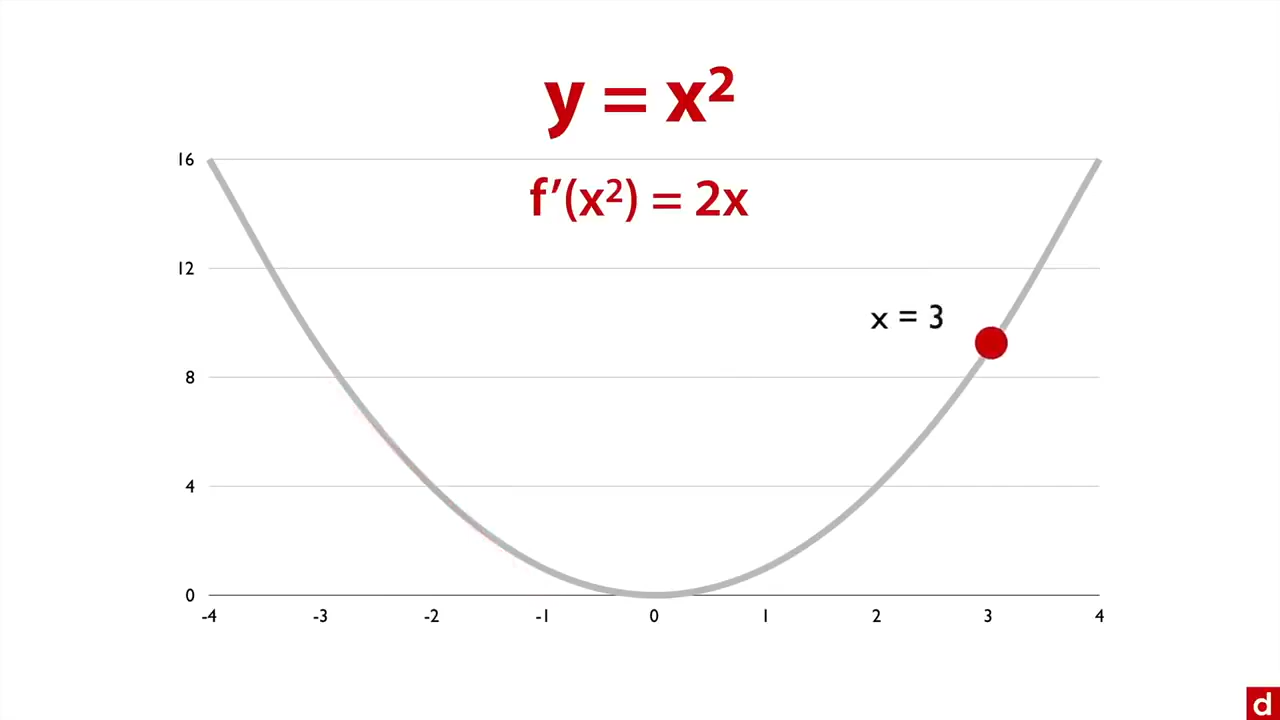 y = x²
16
f′(x²) = 2x
12
x = 3
8
4
0
-4 -3 -2 -1 0 1 2 3 4
d